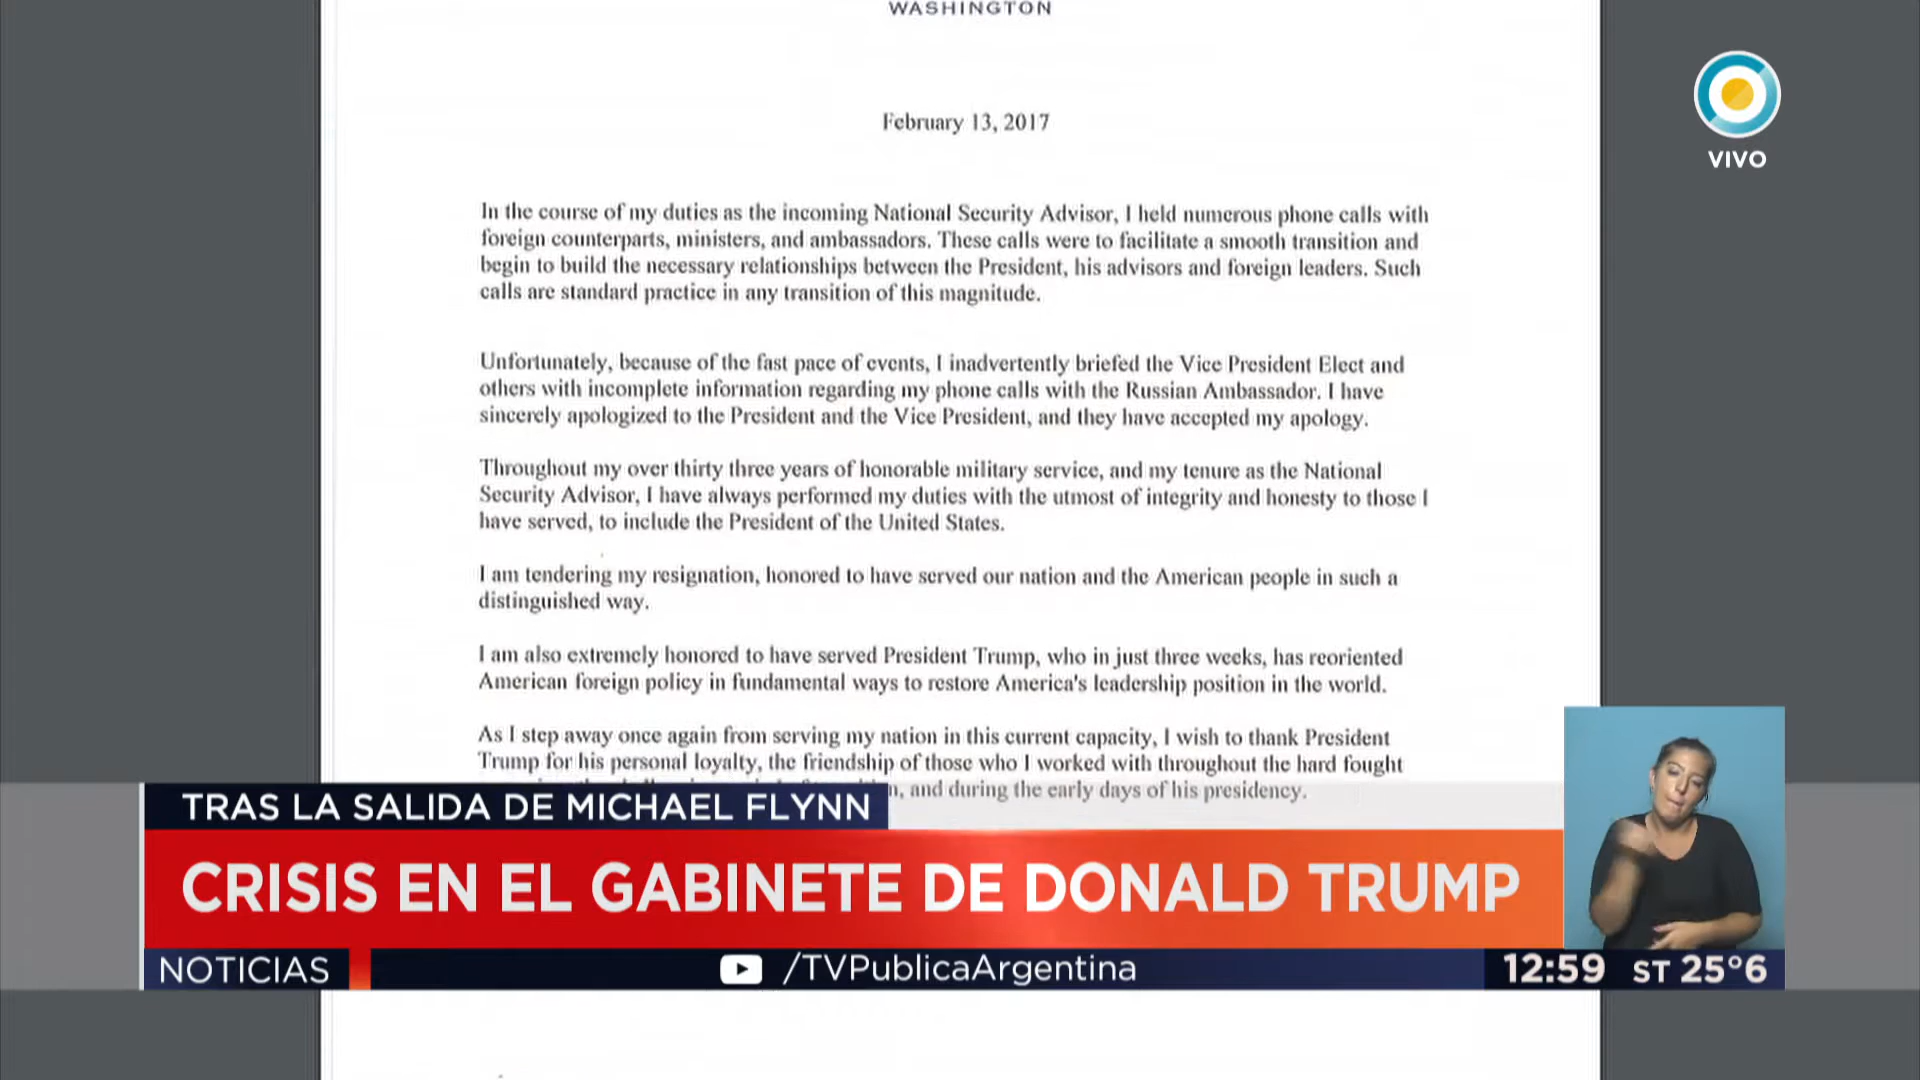 WASHINGTON
February 13, 2017
In the course of my duties as the incoming National Security Advisor, I held numerous phone calls with
foreign counterparts, ministers, and ambassadors. These calls were to facilitate a smooth transition and
begin to build the necessary relationships between the President, his advisors and foreign leaders. Such
calls are standard practice in any transition of this magnitude.
Unfortunately, because of the fast pace of events, I inadvertently briefed the Vice President Elect and
others with incomplete information regarding my phone calls with the Russian Ambassador. I have
sincerely apologized to the President and the Vice President, and they have accepted my apology.
Throughout my over thirty three years of honorable military service, and my tenure as the National
Security Advisor, I have always performed my duties with the utmost of integrity and honesty to those I
have served, to include the President of the United States.
I am tendering my resignation, honored to have served our nation and the American people in such a
distinguished way.
I am also extremely honored to have served President Trump, who in just three weeks, has reoriented
American foreign policy in fundamental ways to restore America's leadership position in the world.
As I step away once again from serving my nation in this current capacity, I wish to thank President
Trump for his personal loyalty, the friendship of those who I worked with throughout the hard fought
and during the early days of his presidency.
VIVO
TRAS LA SALIDA DE MICHAEL FLYNN
CRISIS EN EL GABINETE DE DONALD TRUMP
NOTICIAS
/TVPublicaArgentina
12:59 ST 25°6